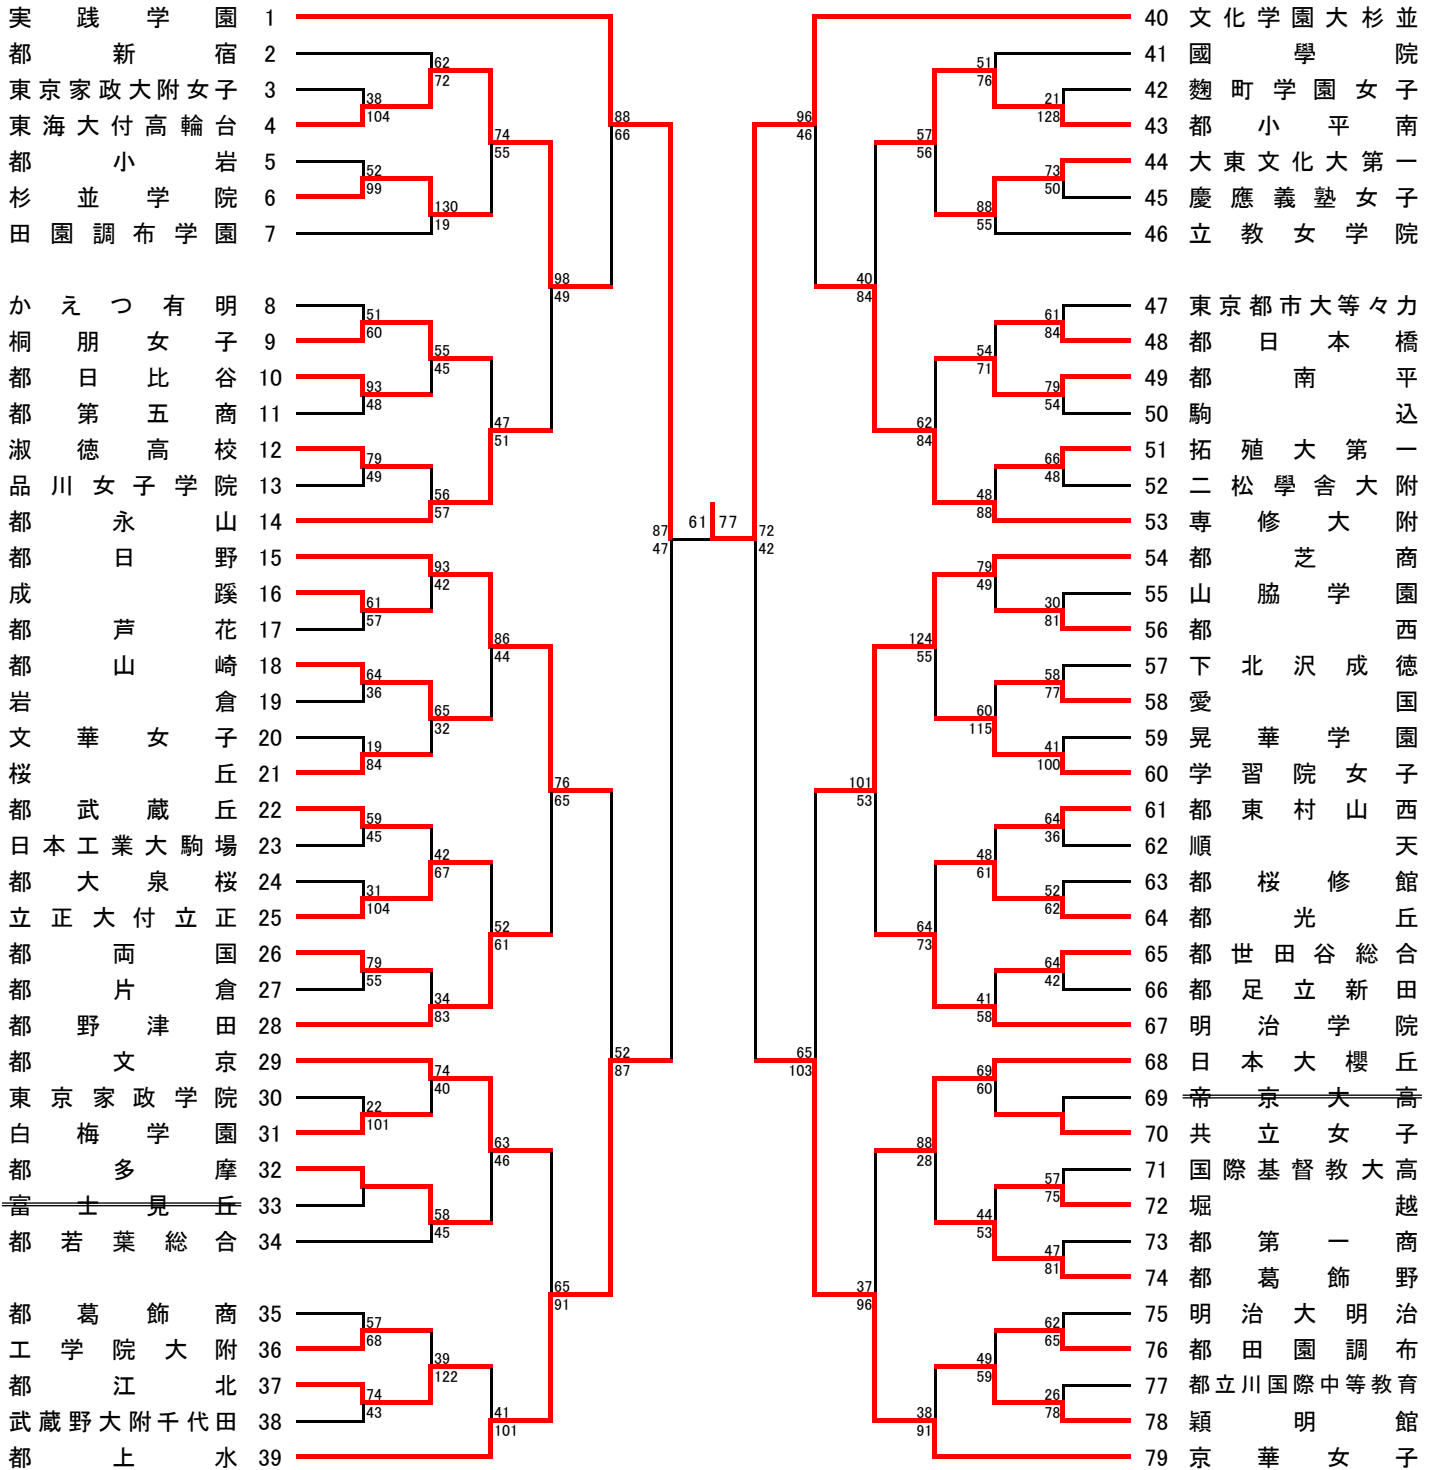 実践学園 1
都新宿 2
東京家政大附女子 3
東海大付高輪台 4
都小岩 5
杉並学院 6
田園調布学園 7
かえつ有明 8
桐朋女子 9
都日比谷 10
都第五商 11
淑徳高校 12
品川女子学院 13
都永山 14
都日野 15
成蹊 16
都芦花 17
都山崎 18
岩倉 19
文華女子 20
桜丘 21
都武蔵丘 22
日本工業大駒場 23
都大泉桜 24
立正大付立正 25
都両国 26
都片倉 27
都野津田 28
都文京 29
東京家政学院 30
白梅学園 31
都多摩 32
富士見丘 33
都若葉総合 34
都葛飾商 35
工学院大附 36
都江北 37
武蔵野大附千代田 38
都上水 39
38
104
52
99
51
60
93
48
79
49
61
57
64
36
19
84
59
45
31
104
79
55
22
101
57
68
74
43
62
72
130
19
55
45
56
57
93
42
65
32
42
67
34
83
74
40
58
45
39
122
74
55
47
51
86
44
52
61
63
46
41
101
98
49
76
65
65
91
88
66
52
87
87
47
61 77
72
42
96
46
65
103
40
84
101
53
37
96
57
56
62
84
124
55
64
73
88
28
38
91
51
76
88
55
54
71
48
88
79
49
60
115
48
61
41
58
69
60
44
53
49
59
21
128
73
50
61
84
79
54
66
48
30
81
58
77
41
100
64
36
52
62
64
42
57
75
47
81
62
65
26
78
40 文化学園大杉並
41 國學院
42 麴町学園女子
43 都小平南
44 大東文化大第一
45 慶應義塾女子
46 立教女学院
47 東京都市大等々力
48 都日本橋
49 都南平
50 駒込
51 拓殖大第一
52 二松學舎大附
53 専修大附
54 都芝商
55 山脇学園
56 都西
57 下北沢成徳
58 愛国
59 晃華学園
60 学習院女子
61 都東村山西
62 順天
63 都桜修館
64 都光丘
65 都世田谷総合
66 都足立新田
67 明治学院
68 日本大櫻丘
69 帝京大高
70 共立女子
71 国際基督教大高
72 堀越
73 都第一商
74 都葛飾野
75 明治大明治
76 都田園調布
77 都立川国際中等教育
78 穎明館
79 京華女子